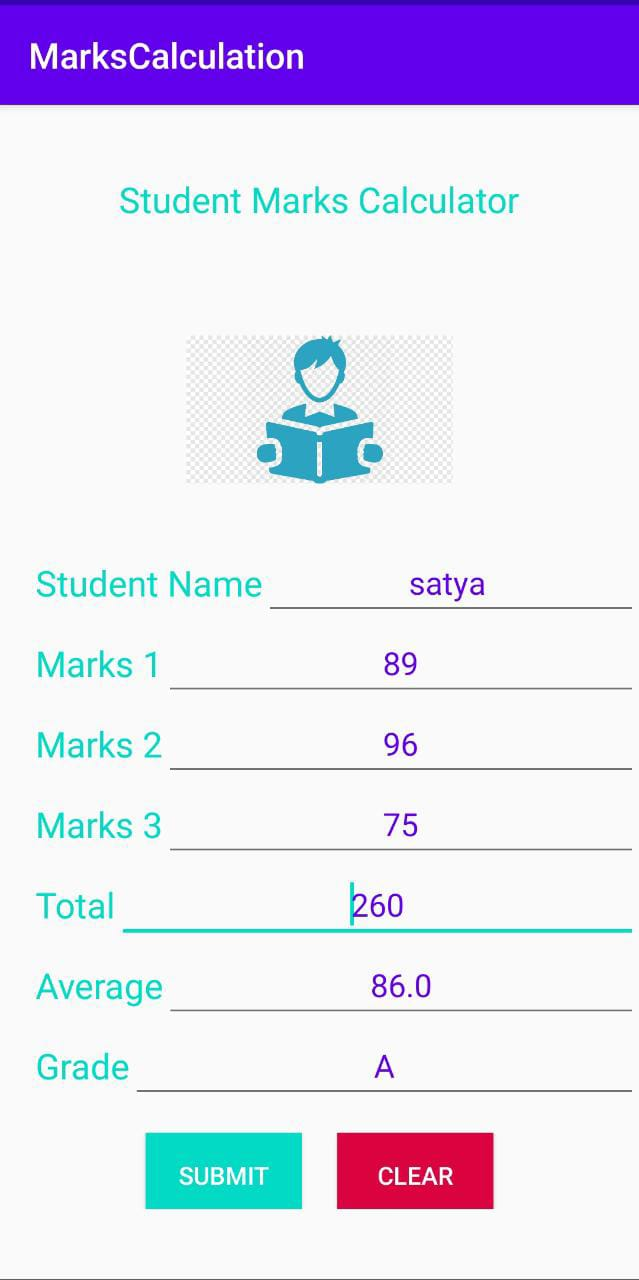 MarksCalculation
Student Marks Calculator
Student Name satya
Marks 1 89
Marks 2 96
Marks 3 75
Total 260
Average 86.0
Grade A
SUBMIT CLEAR